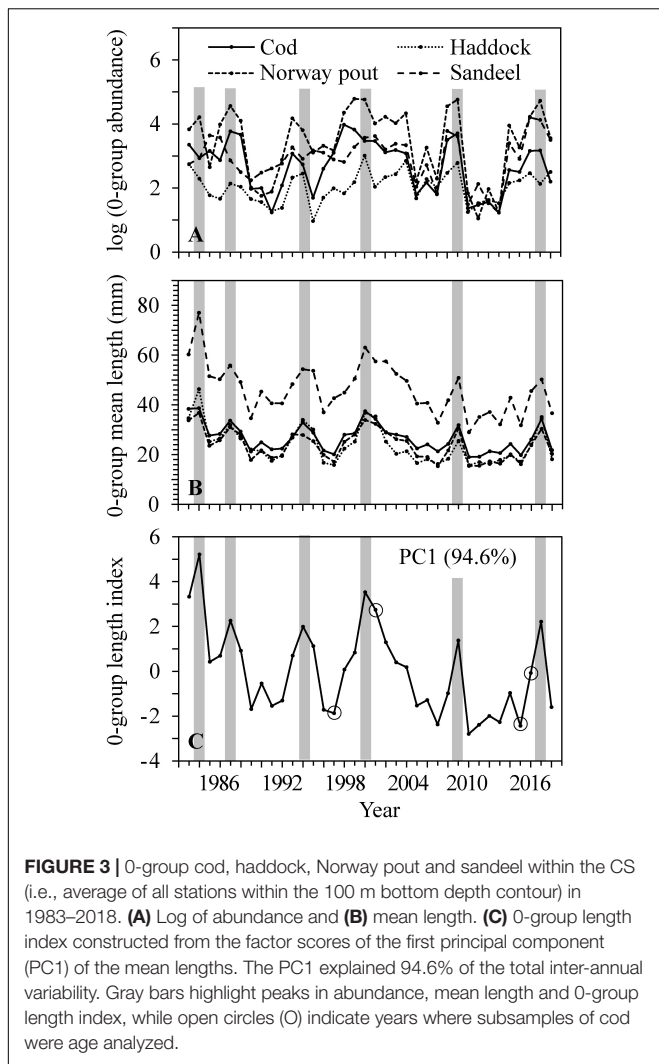 Cod
Haddock
Norway pout
Sandeel
log (0-group abundance)
6
4
2
0
A
0-group mean length (mm)
80
60
40
20
0
B
0-group length index
6
4
2
0
-2
-4
PC1 (94.6%)
C
1986
1992
1998
2004
2010
2016
Year
FIGURE 3 | 0-group cod, haddock, Norway pout and sandeel within the CS
(i.e., average of all stations within the 100 m bottom depth contour) in
1983–2018. (A) Log of abundance and (B) mean length. (C) 0-group length
index constructed from the factor scores of the first principal component
(PC1) of the mean lengths. The PC1 explained 94.6% of the total inter-annual
variability. Gray bars highlight peaks in abundance, mean length and 0-group
length index, while open circles (O) indicate years where subsamples of cod
were age analyzed.